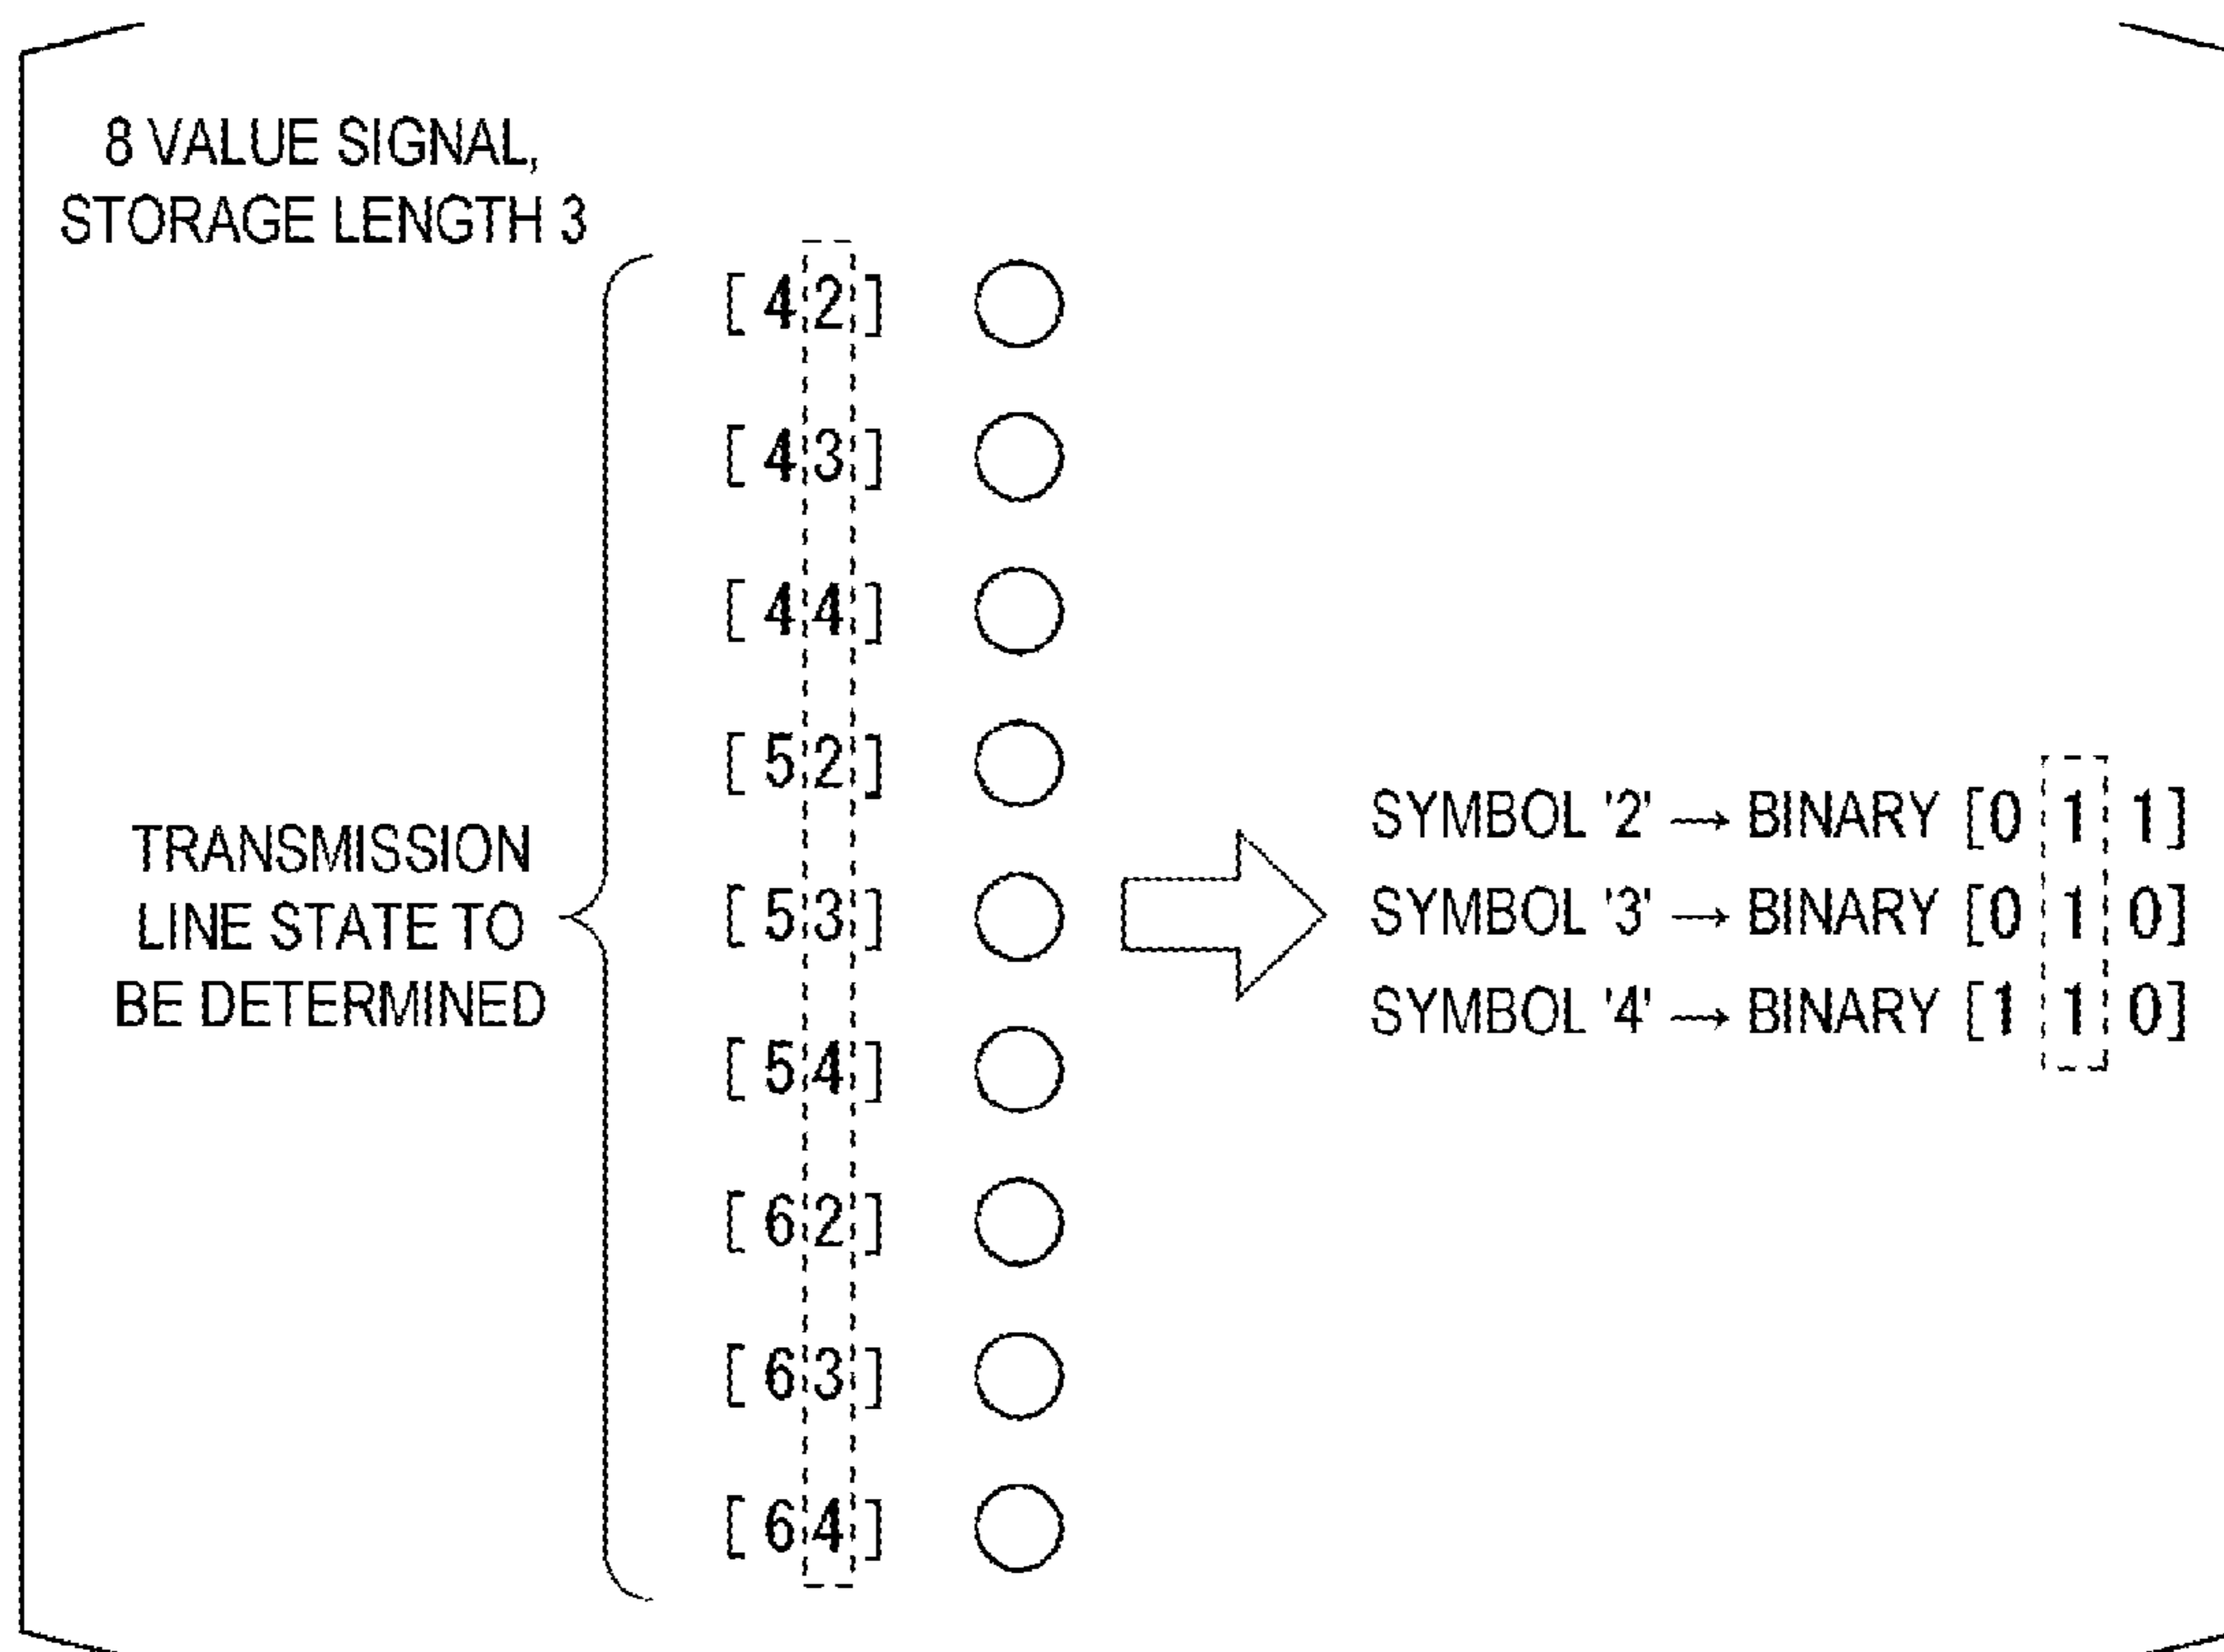 8 VALUE SIGNAL,
STORAGE LENGTH 3
TRANSMISSION
LINE STATE TO
BE DETERMINED
[ 4 2 ]
[ 4 3 ]
[ 4 4 ]
[ 5 2 ]
[ 5 3 ]
[ 5 4 ]
[ 6 2 ]
[ 6 3 ]
[ 6 4 ]
SYMBOL '2' → BINARY [0 1 1]
SYMBOL '3' → BINARY [0 1 0]
SYMBOL '4' → BINARY [1 1 0]